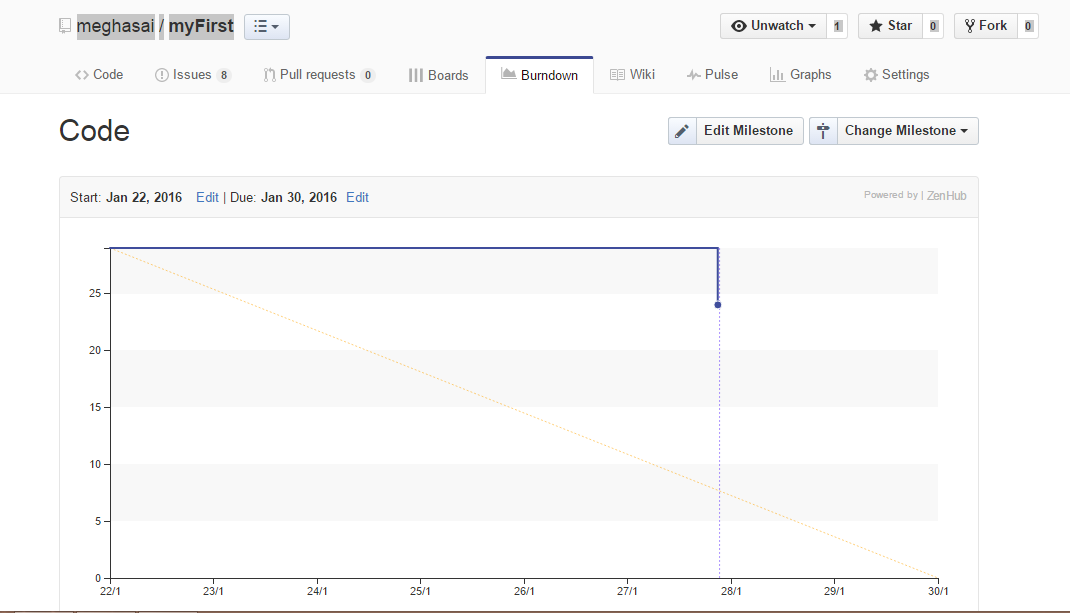 meghasai / myFirst Unwatch 1 Star 0 Fork 0
Code Issues 8 Pull requests 0 Boards Burndown Wiki Pulse Graphs Settings
Code Edit Milestone Change Milestone
Start: Jan 22, 2016 Edit | Due: Jan 30, 2016 Edit Powered by | ZenHub
25
20
15
10
5
0
22/1 23/1 24/1 25/1 26/1 27/1 28/1 29/1 30/1